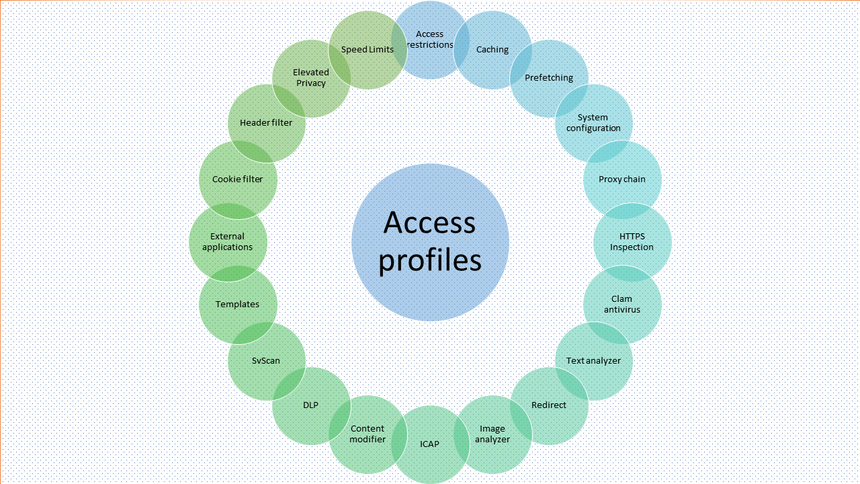 Access
restrictions
Caching
Prefetching
System
configuration
Proxy chain
HTTPS
Inspection
Clam
antivirus
Text analyzer
Redirect
Image
analyzer
ICAP
Content
modifier
DLP
SvScan
Templates
External
applications
Cookie filter
Header filter
Elevated
Privacy
Speed Limits
Access
profiles